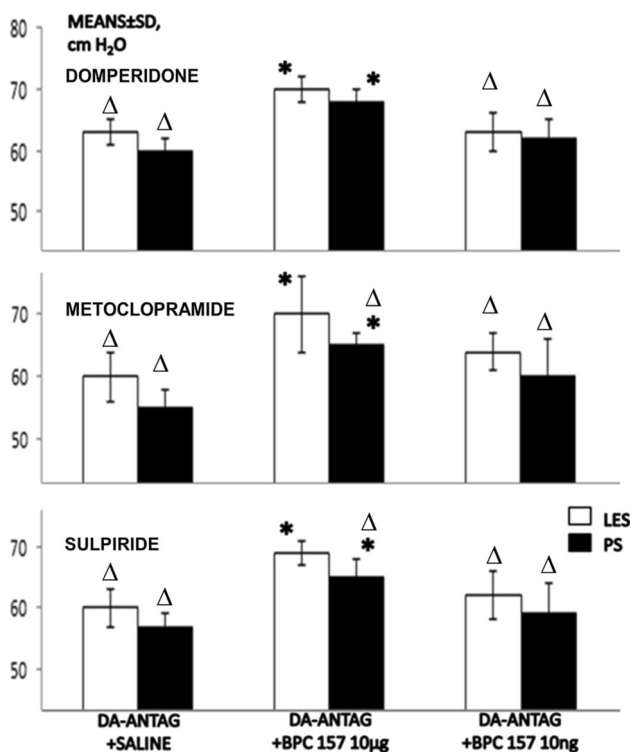 MEANS±SD,
cm H₂O
DOMPERIDONE
80
70
60
50
* *
Δ Δ Δ Δ
METOCLOPRAMIDE
70
60
50
* Δ
*
Δ Δ Δ Δ
SULPIRIDE
70
60
50
* Δ
*
Δ Δ Δ Δ
LES
PS
DA-ANTAG
+SALINE
DA-ANTAG
+BPC 157 10µg
DA-ANTAG
+BPC 157 10ng